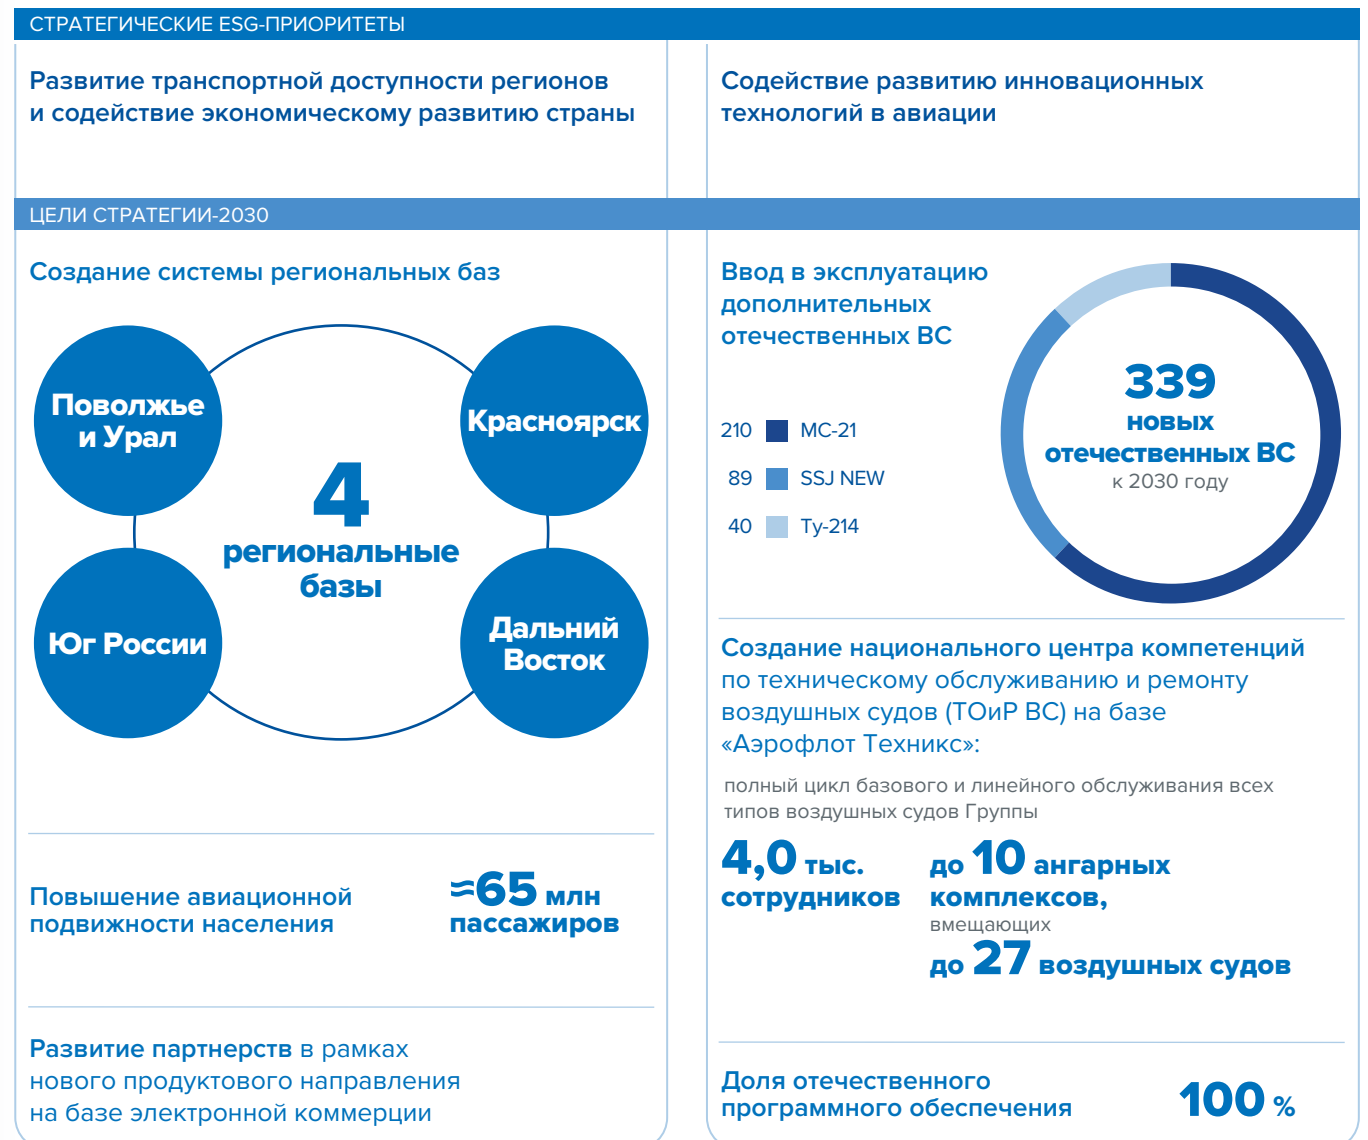 СТРАТЕГИЧЕСКИЕ ESG-ПРИОРИТЕТЫ
Развитие транспортной доступности регионов
и содействие экономическому развитию страны
Содействие развитию инновационных
технологий в авиации
ЦЕЛИ СТРАТЕГИИ-2030
Создание системы региональных баз
Поволжье
и Урал
Красноярск
4
региональные
базы
Юг России
Дальний
Восток
Повышение авиационной
подвижности населения
≈65 млн
пассажиров
Развитие партнерств в рамках
нового продуктового направления
на базе электронной коммерции
Ввод в эксплуатацию
дополнительных
отечественных ВС
210 МС-21
89 SSJ NEW
40 Ту-214
339
новых
отечественных ВС
к 2030 году
Создание национального центра компетенций
по техническому обслуживанию и ремонту
воздушных судов (ТОиР ВС) на базе
«Аэрофлот Техникс»:
полный цикл базового и линейного обслуживания всех
типов воздушных судов Группы
4,0 тыс.
сотрудников
до 10 ангарных
комплексов,
вмещающих
до 27 воздушных судов
Доля отечественного
программного обеспечения
100 %